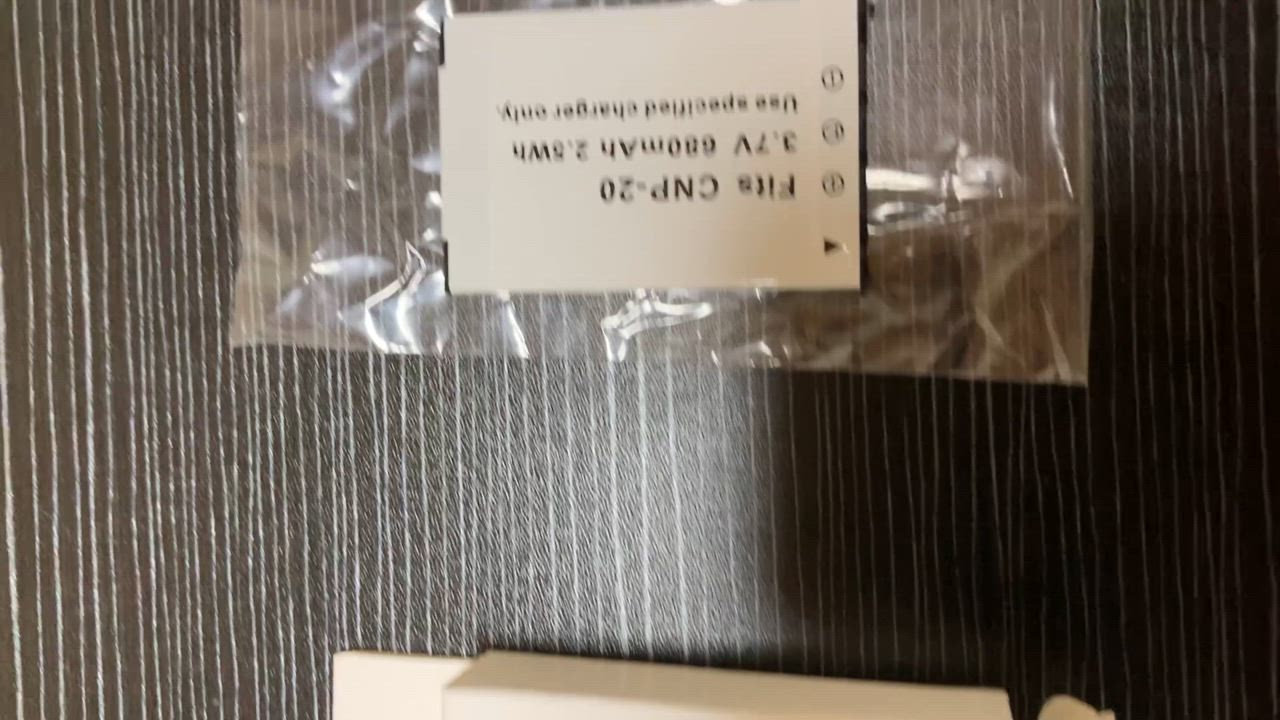 Fits CNP-20
3.7V 680mAh 2.5Wh
Use specified charger only.